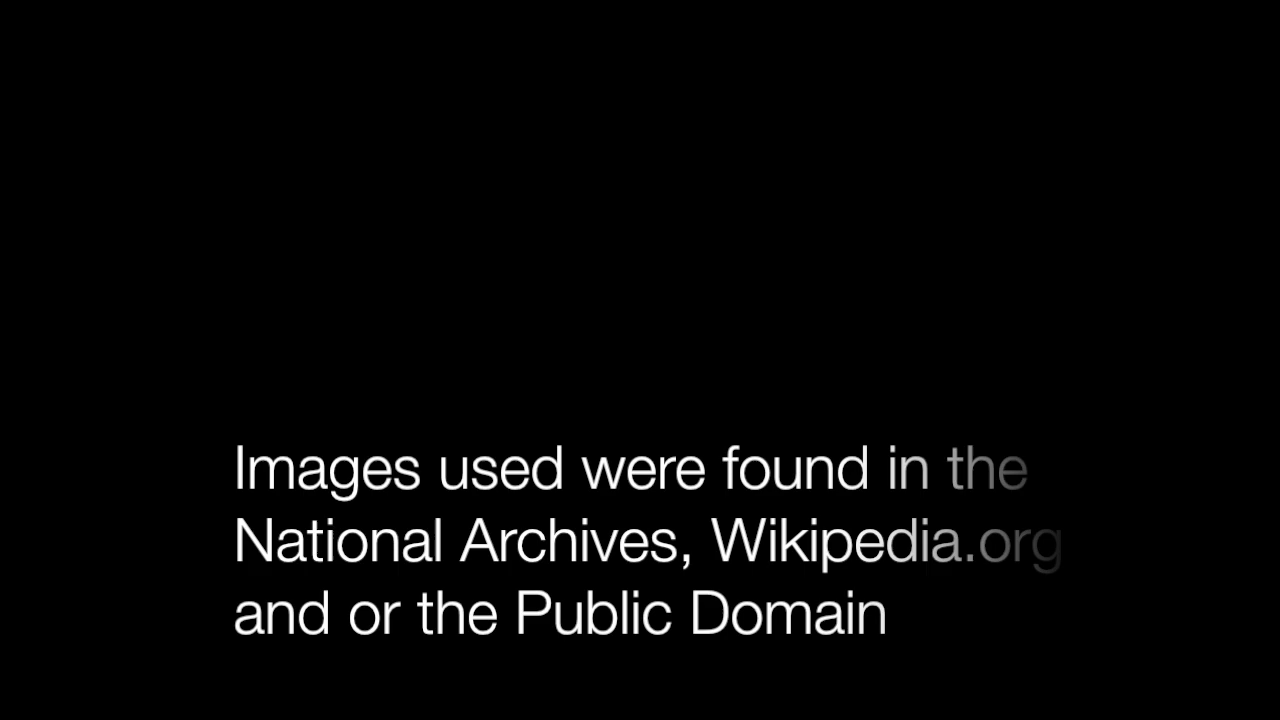 Images used were found in the
National Archives, Wikipedia.org
and or the Public Domain